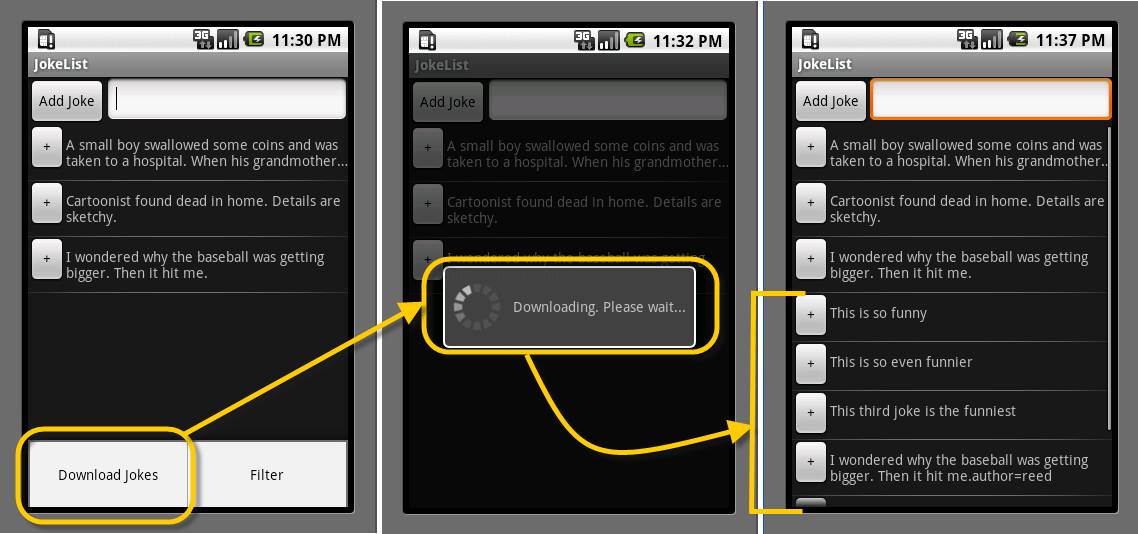 3G 11:30 PM
JokeList
Add Joke
+ A small boy swallowed some coins and was
taken to a hospital. When his grandmother...
+ Cartoonist found dead in home. Details are
sketchy.
+ I wondered why the baseball was getting
bigger. Then it hit me.
Download Jokes Filter
3G 11:32 PM
JokeList
Add Joke
+ A small boy swallowed some coins and was
taken to a hospital. When his grandmother...
+ Cartoonist found dead in home. Details are
sketchy.
+ I wondered why the baseball was getting
Downloading. Please wait...
3G 11:37 PM
JokeList
Add Joke
+ A small boy swallowed some coins and was
taken to a hospital. When his grandmother..
+ Cartoonist found dead in home. Details are
sketchy.
+ I wondered why the baseball was getting
bigger. Then it hit me.
+ This is so funny
+ This is so even funnier
+ This third joke is the funniest
+ I wondered why the baseball was getting
bigger. Then it hit me.author=reed